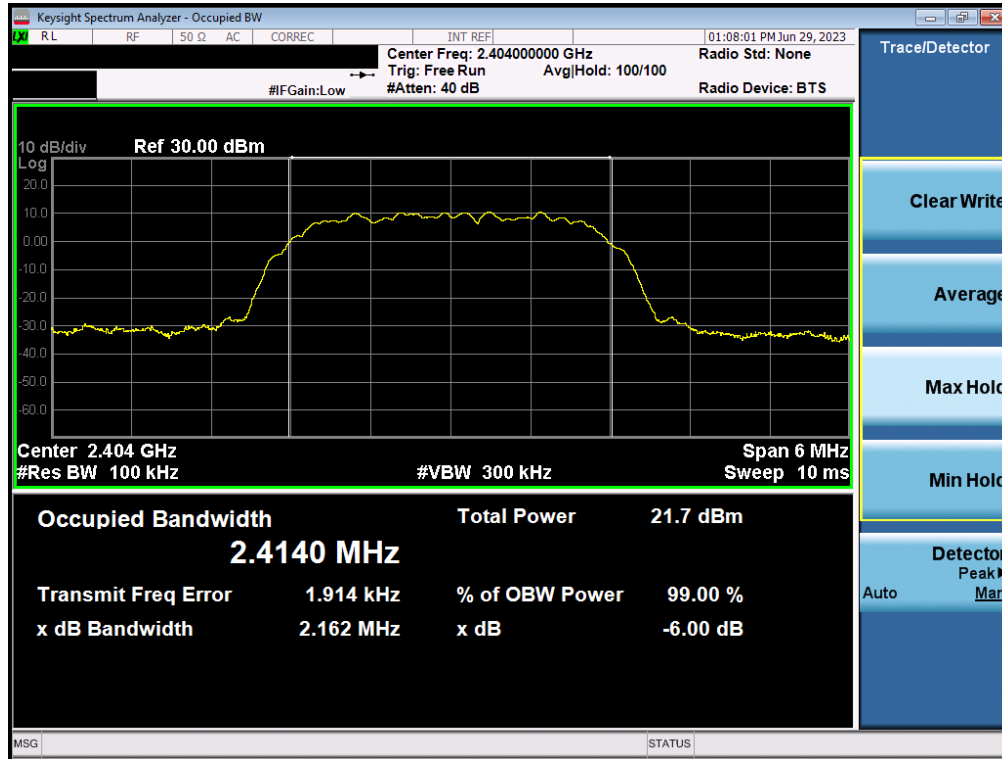 Keysight Spectrum Analyzer - Occupied BW
LXI RL RF 50 Ω AC CORREC INT REF 01:08:01 PM Jun 29, 2023
Center Freq: 2.404000000 GHz Radio Std: None
Trig: Free Run Avg|Hold: 100/100
#IFGain:Low #Atten: 40 dB Radio Device: BTS
Trace/Detector
10 dB/div Ref 30.00 dBm
Log
20.0
10.0
0.00
-10.0
-20.0
-30.0
-40.0
-50.0
-60.0
Center 2.404 GHz Span 6 MHz
#Res BW 100 kHz #VBW 300 kHz Sweep 10 ms
Occupied Bandwidth Total Power 21.7 dBm
2.4140 MHz
Transmit Freq Error 1.914 kHz % of OBW Power 99.00 %
x dB Bandwidth 2.162 MHz x dB -6.00 dB
Clear Write
Average
Max Hold
Min Hold
Detector
Peak
Auto Man
MSG STATUS